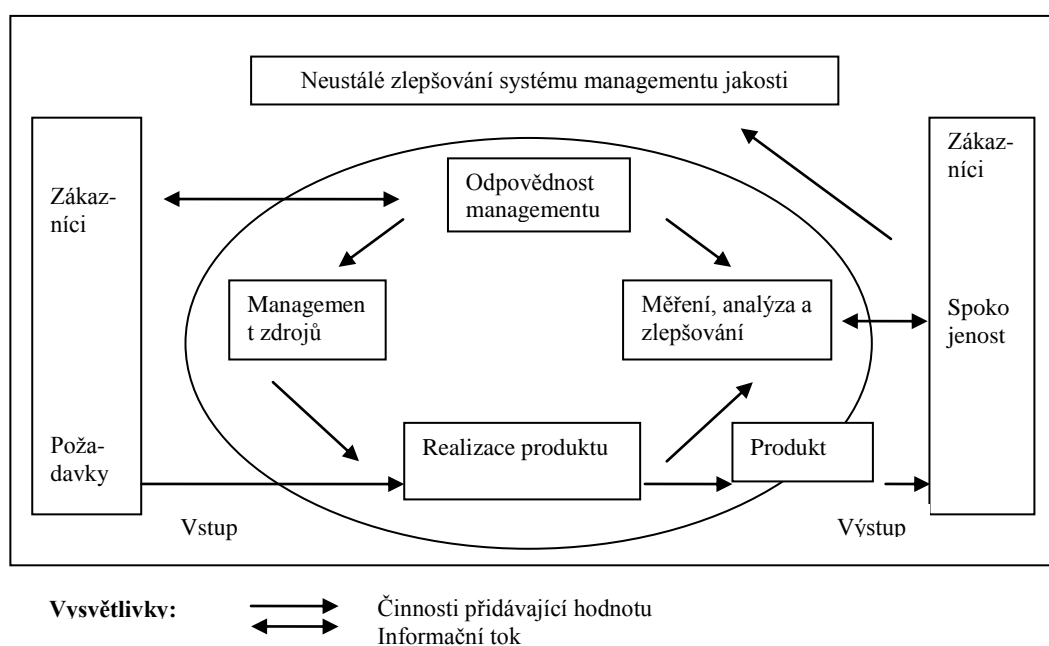 Neustálé zlepšování systému managementu jakosti
Zákaz-
níci
Poža-
davky
Odpovědnost
managementu
Managemen
t zdrojů
Měření, analýza a
zlepšování
Realizace produktu
Produkt
Zákaz-
níci
Spoko
jenost
Vstup
Výstup
Vysvětlivky:
Činnosti přidávající hodnotu
Informační tok